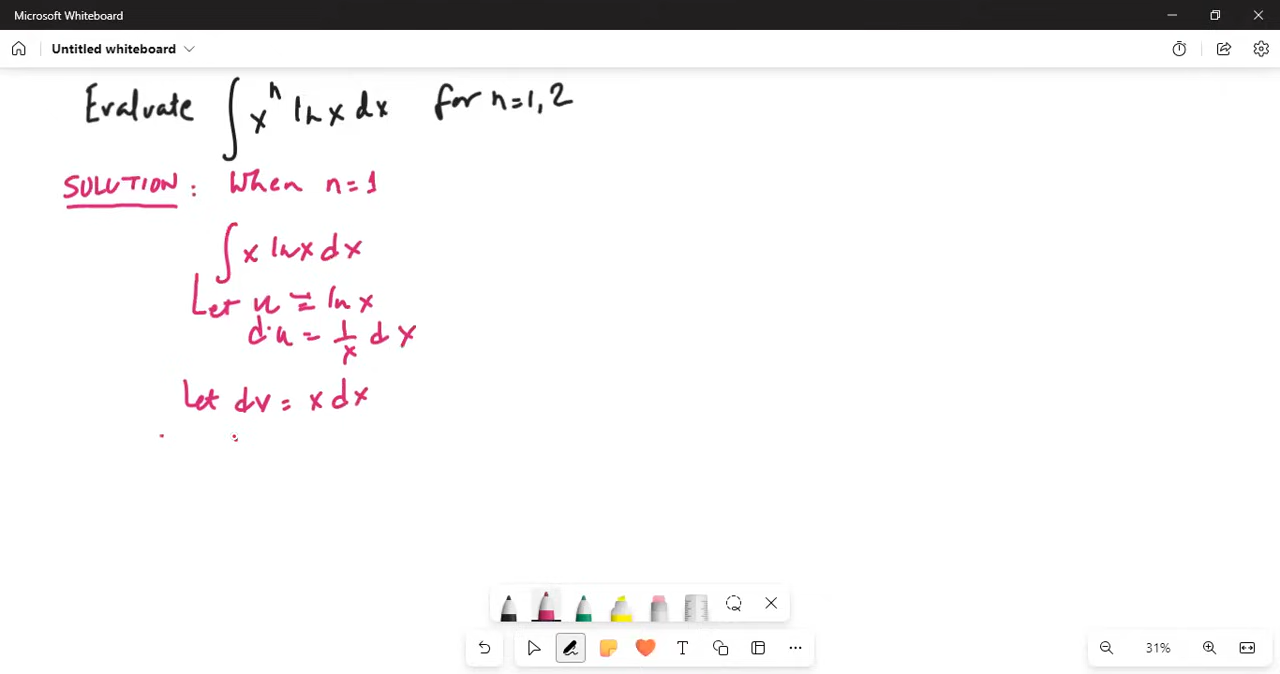 Microsoft Whiteboard
Untitled whiteboard
Evaluate ∫ xⁿ ln x dx for n=1,2
SOLUTION: When n=1
∫ x ln x dx
Let u = ln x
du = 1/x dx
Let dv = x dx
T
31%